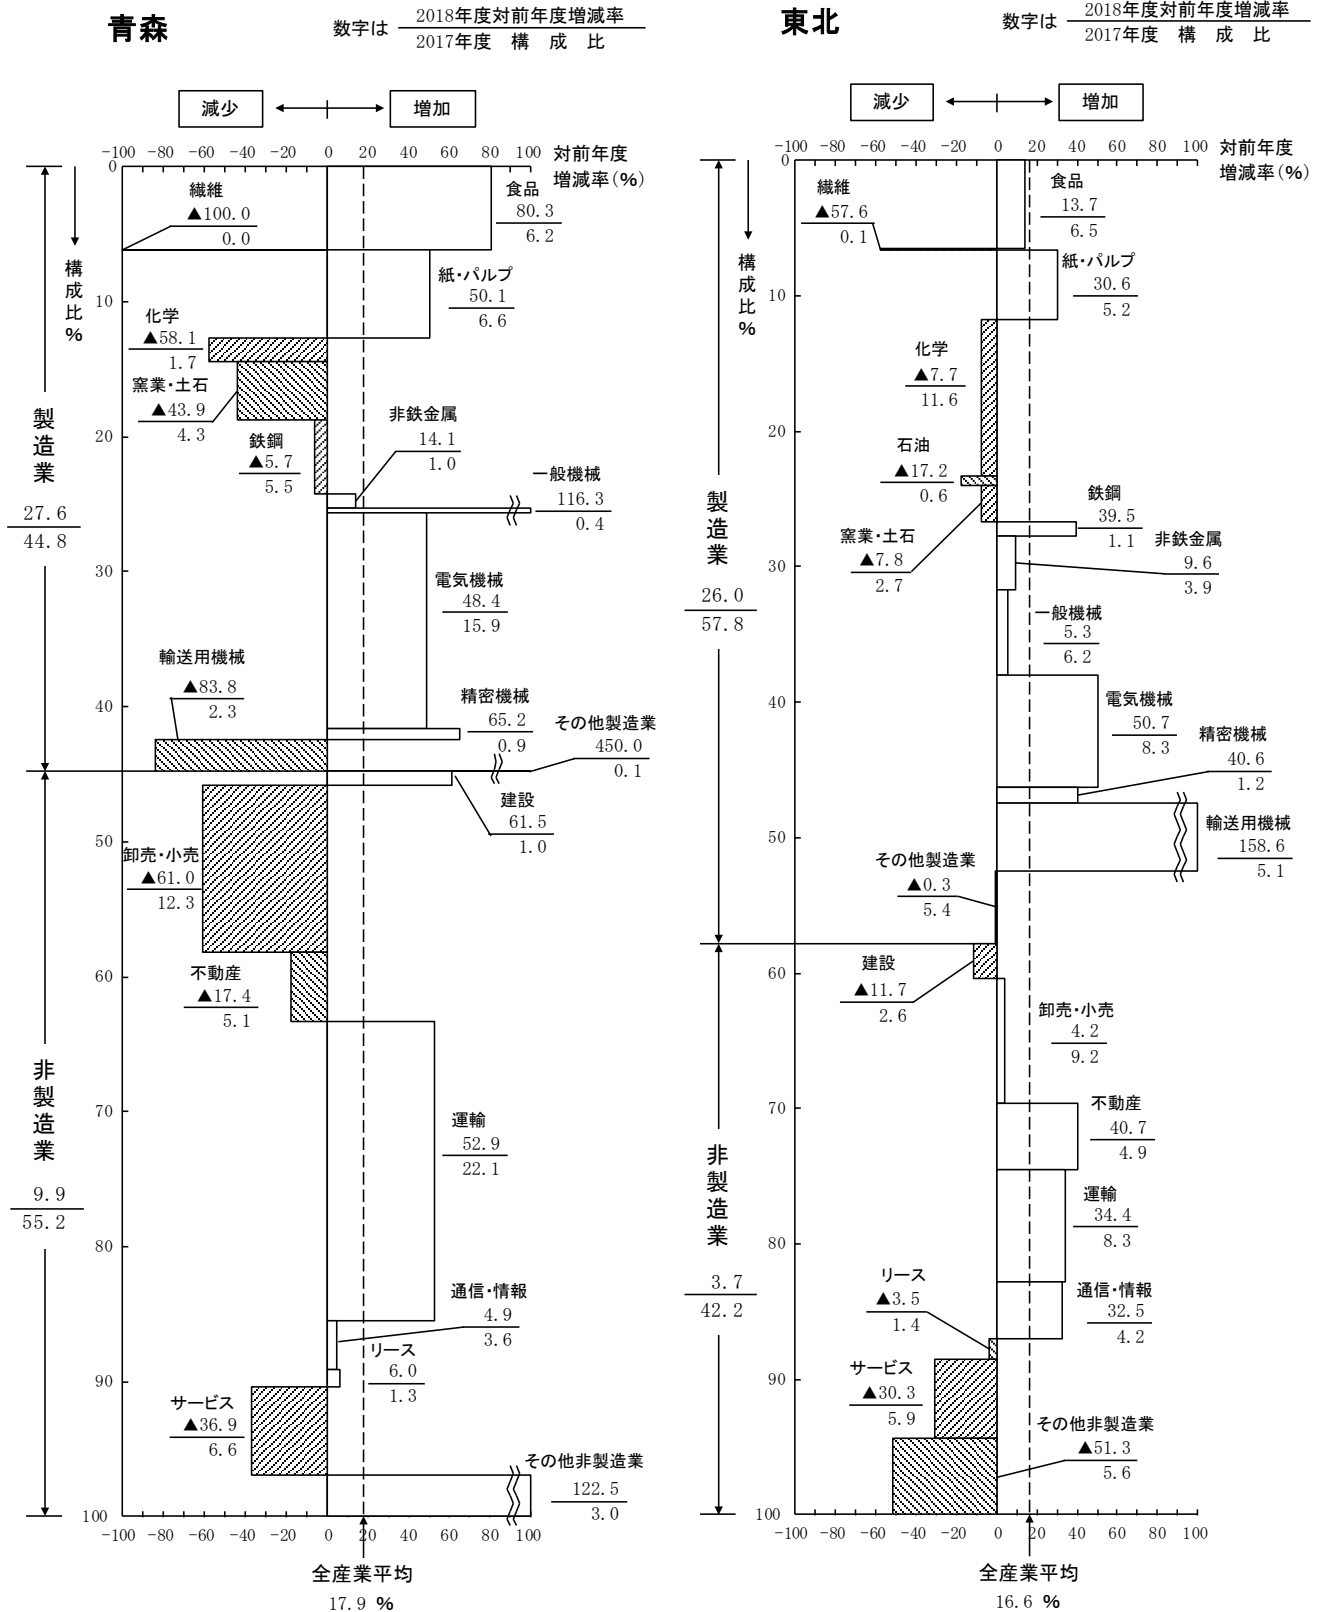 青森
数字は
2018年度対前年度増減率
2017年度 構 成 比
減少
増加
-100 -80 -60 -40 -20 0 20 40 60 80 100
対前年度
増減率(%)
構成比%
0
10
20
30
40
50
60
70
80
90
100
製造業
27.6
44.8
非製造業
9.9
55.2
食品
80.3
6.2
繊維
▲100.0
0.0
紙・パルプ
50.1
6.6
化学
▲58.1
1.7
窯業・土石
▲43.9
4.3
鉄鋼
▲5.7
5.5
非鉄金属
14.1
1.0
一般機械
116.3
0.4
電気機械
48.4
15.9
精密機械
65.2
0.9
輸送用機械
▲83.8
2.3
その他製造業
450.0
0.1
建設
61.5
1.0
卸売・小売
▲61.0
12.3
不動産
▲17.4
5.1
運輸
52.9
22.1
通信・情報
4.9
3.6
リース
6.0
1.3
サービス
▲36.9
6.6
その他非製造業
122.5
3.0
-100 -80 -60 -40 -20 0 20 40 60 80 100
全産業平均
17.9 %
東北
数字は
2018年度対前年度増減率
2017年度 構 成 比
減少
増加
-100 -80 -60 -40 -20 0 20 40 60 80 100
対前年度
増減率(%)
構成比%
0
10
20
30
40
50
60
70
80
90
100
製造業
26.0
57.8
非製造業
3.7
42.2
食品
13.7
6.5
繊維
▲57.6
0.1
紙・パルプ
30.6
5.2
化学
▲7.7
11.6
石油
▲17.2
0.6
窯業・土石
▲7.8
2.7
鉄鋼
39.5
1.1
非鉄金属
9.6
3.9
一般機械
5.3
6.2
電気機械
50.7
8.3
精密機械
40.6
1.2
輸送用機械
158.6
5.1
その他製造業
▲0.3
5.4
建設
▲11.7
2.6
卸売・小売
4.2
9.2
不動産
40.7
4.9
運輸
34.4
8.3
通信・情報
32.5
4.2
リース
▲3.5
1.4
サービス
▲30.3
5.9
その他非製造業
▲51.3
5.6
-100 -80 -60 -40 -20 0 20 40 60 80 100
全産業平均
16.6 %